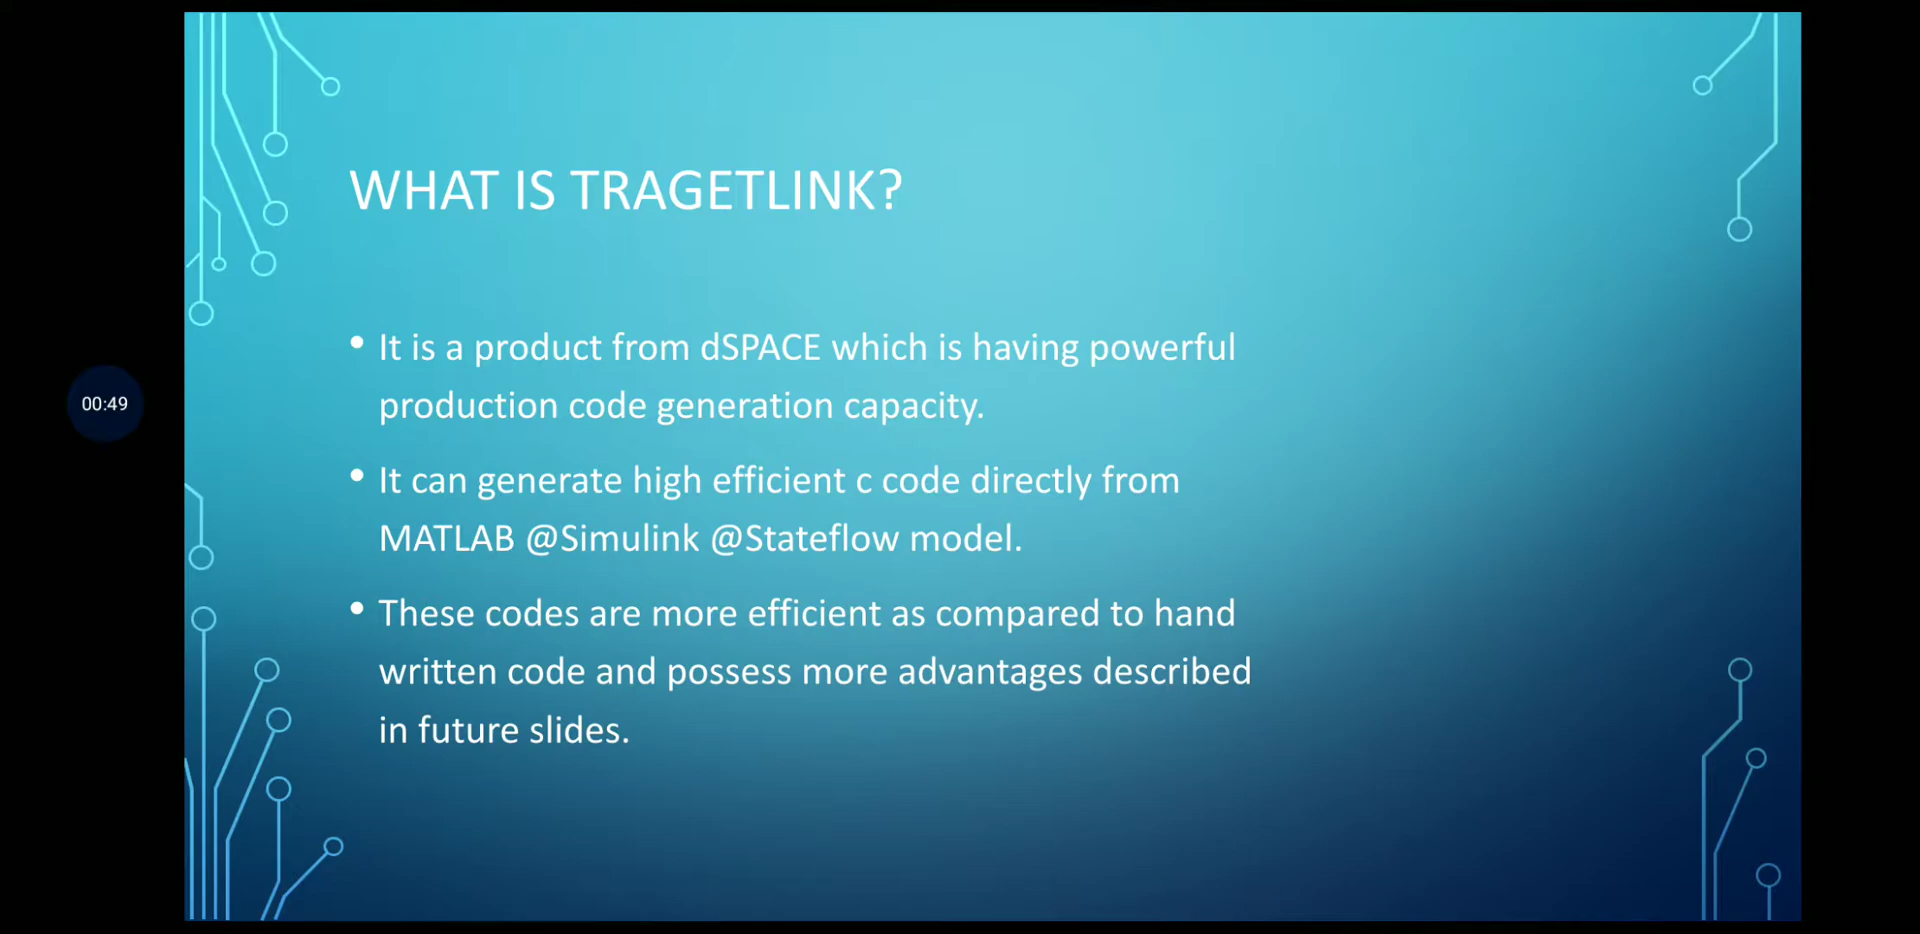 WHAT IS TRAGETLINK?
• It is a product from dSPACE which is having powerful
production code generation capacity.
• It can generate high efficient c code directly from
MATLAB @Simulink @Stateflow model.
• These codes are more efficient as compared to hand
written code and possess more advantages described
in future slides.
00:49